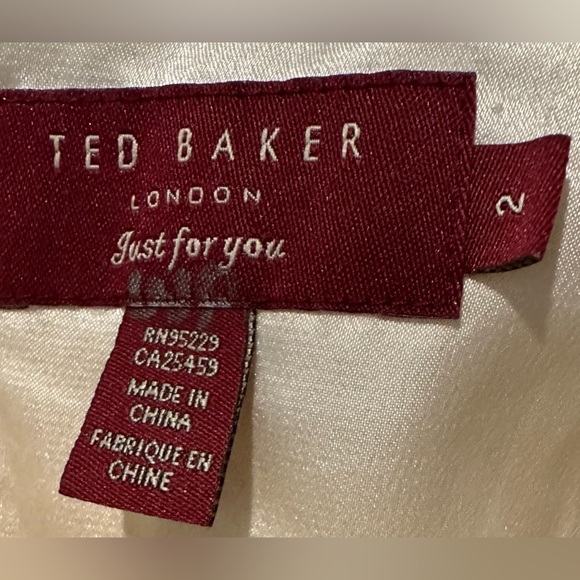 TED BAKER
LONDON
Just for you
2
RN95229
CA25459
MADE IN
CHINA
FABRIQUE EN
CHINE